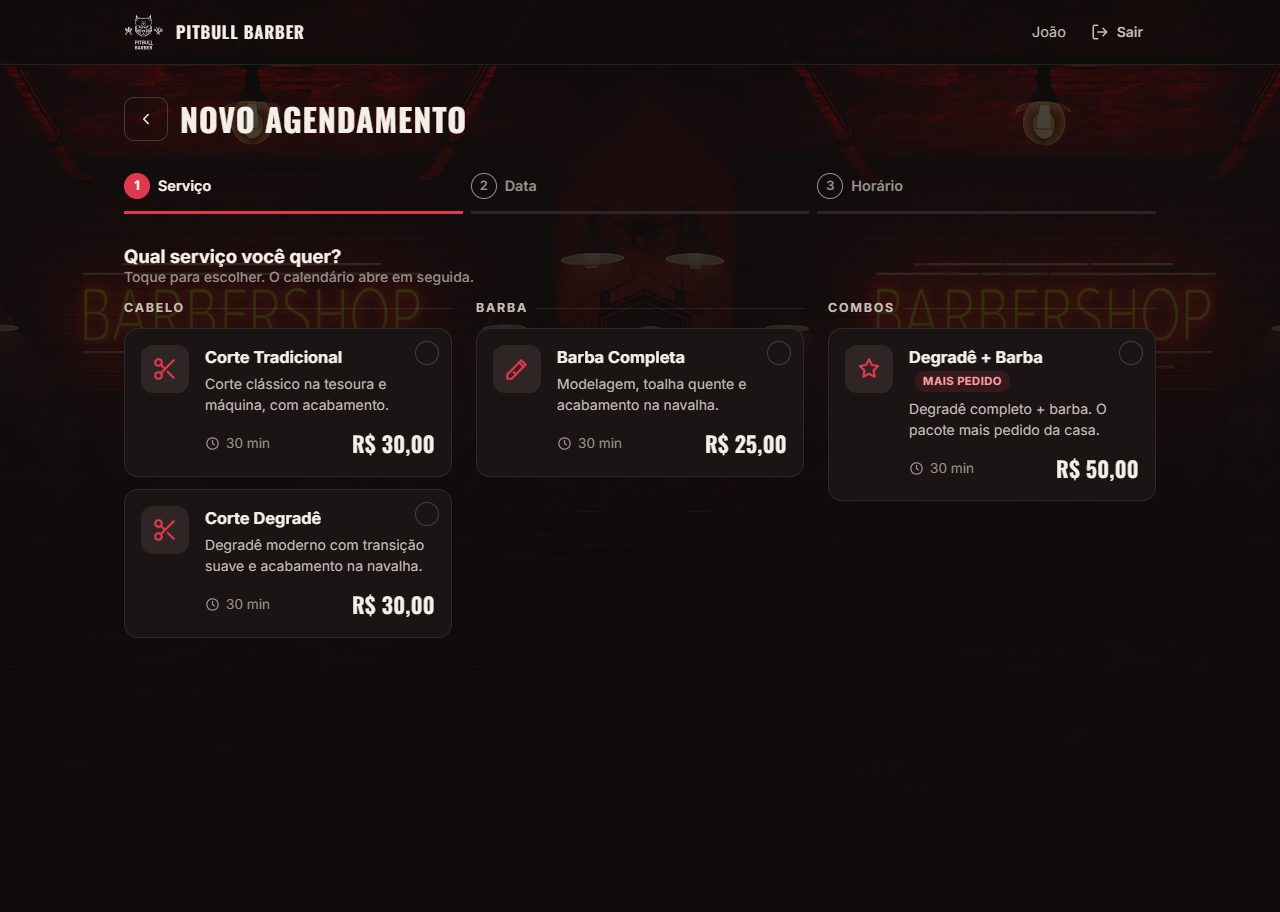 PITBULL BARBER
PITBULL
BARBER
João
Sair
NOVO AGENDAMENTO
1 Serviço
2 Data
3 Horário
Qual serviço você quer?
Toque para escolher. O calendário abre em seguida.
BARBERSHOP
BARBERSHOP
CABELO
Corte Tradicional
Corte clássico na tesoura e
máquina, com acabamento.
30 min
R$ 30,00
Corte Degradê
Degradê moderno com transição
suave e acabamento na navalha.
30 min
R$ 30,00
BARBA
Barba Completa
Modelagem, toalha quente e
acabamento na navalha.
30 min
R$ 25,00
COMBOS
Degradê + Barba
MAIS PEDIDO
Degradê completo + barba. O
pacote mais pedido da casa.
30 min
R$ 50,00